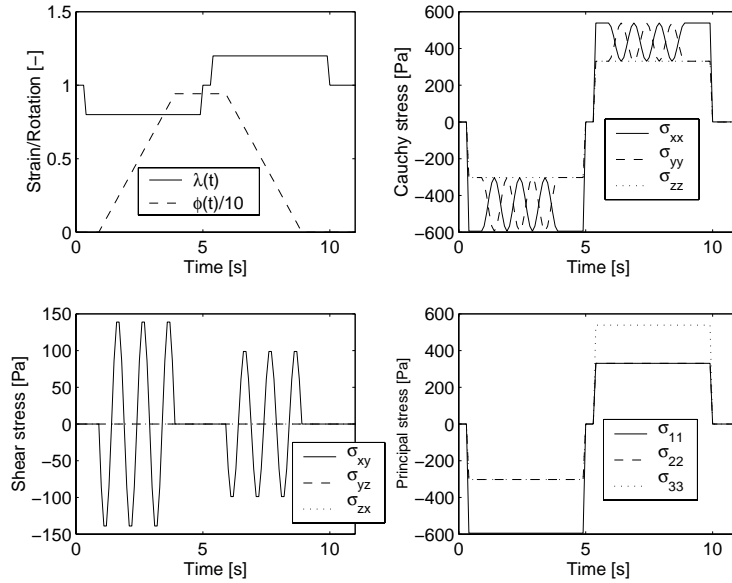 1.5
1
0.5
0
0
5
10
Strain/Rotation [-]
Time [s]
λ(t)
φ(t)/10
600
400
200
0
−200
−400
−600
0
5
10
Cauchy stress [Pa]
Time [s]
σxx
σyy
σzz
150
100
50
0
−50
−100
−150
0
5
10
Shear stress [Pa]
Time [s]
σxy
σyz
σzx
600
400
200
0
−200
−400
−600
0
5
10
Principal stress [Pa]
Time [s]
σ11
σ22
σ33